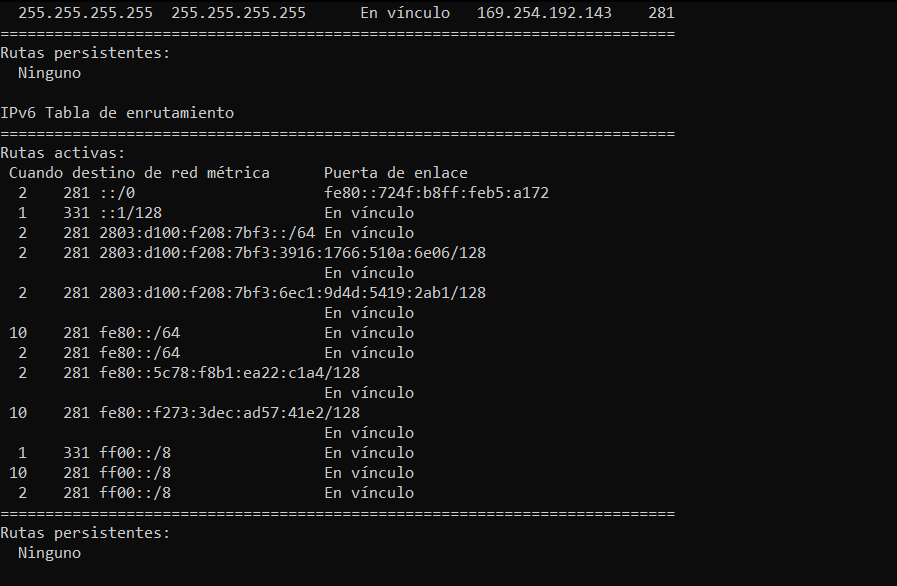 255.255.255.255  255.255.255.255      En vínculo   169.254.192.143    281
===========================================================================
Rutas persistentes:
  Ninguno

IPv6 Tabla de enrutamiento
===========================================================================
Rutas activas:
 Cuando destino de red métrica      Puerta de enlace
  2    281 ::/0                     fe80::724f:b8ff:feb5:a172
  1    331 ::1/128                  En vínculo
  2    281 2803:d100:f208:7bf3::/64 En vínculo
  2    281 2803:d100:f208:7bf3:3916:1766:510a:6e06/128
                                    En vínculo
  2    281 2803:d100:f208:7bf3:6ec1:9d4d:5419:2ab1/128
                                    En vínculo
 10    281 fe80::/64                En vínculo
  2    281 fe80::/64                En vínculo
  2    281 fe80::5c78:f8b1:ea22:c1a4/128
                                    En vínculo
 10    281 fe80::f273:3dec:ad57:41e2/128
                                    En vínculo
  1    331 ff00::/8                 En vínculo
 10    281 ff00::/8                 En vínculo
  2    281 ff00::/8                 En vínculo
===========================================================================
Rutas persistentes:
  Ninguno